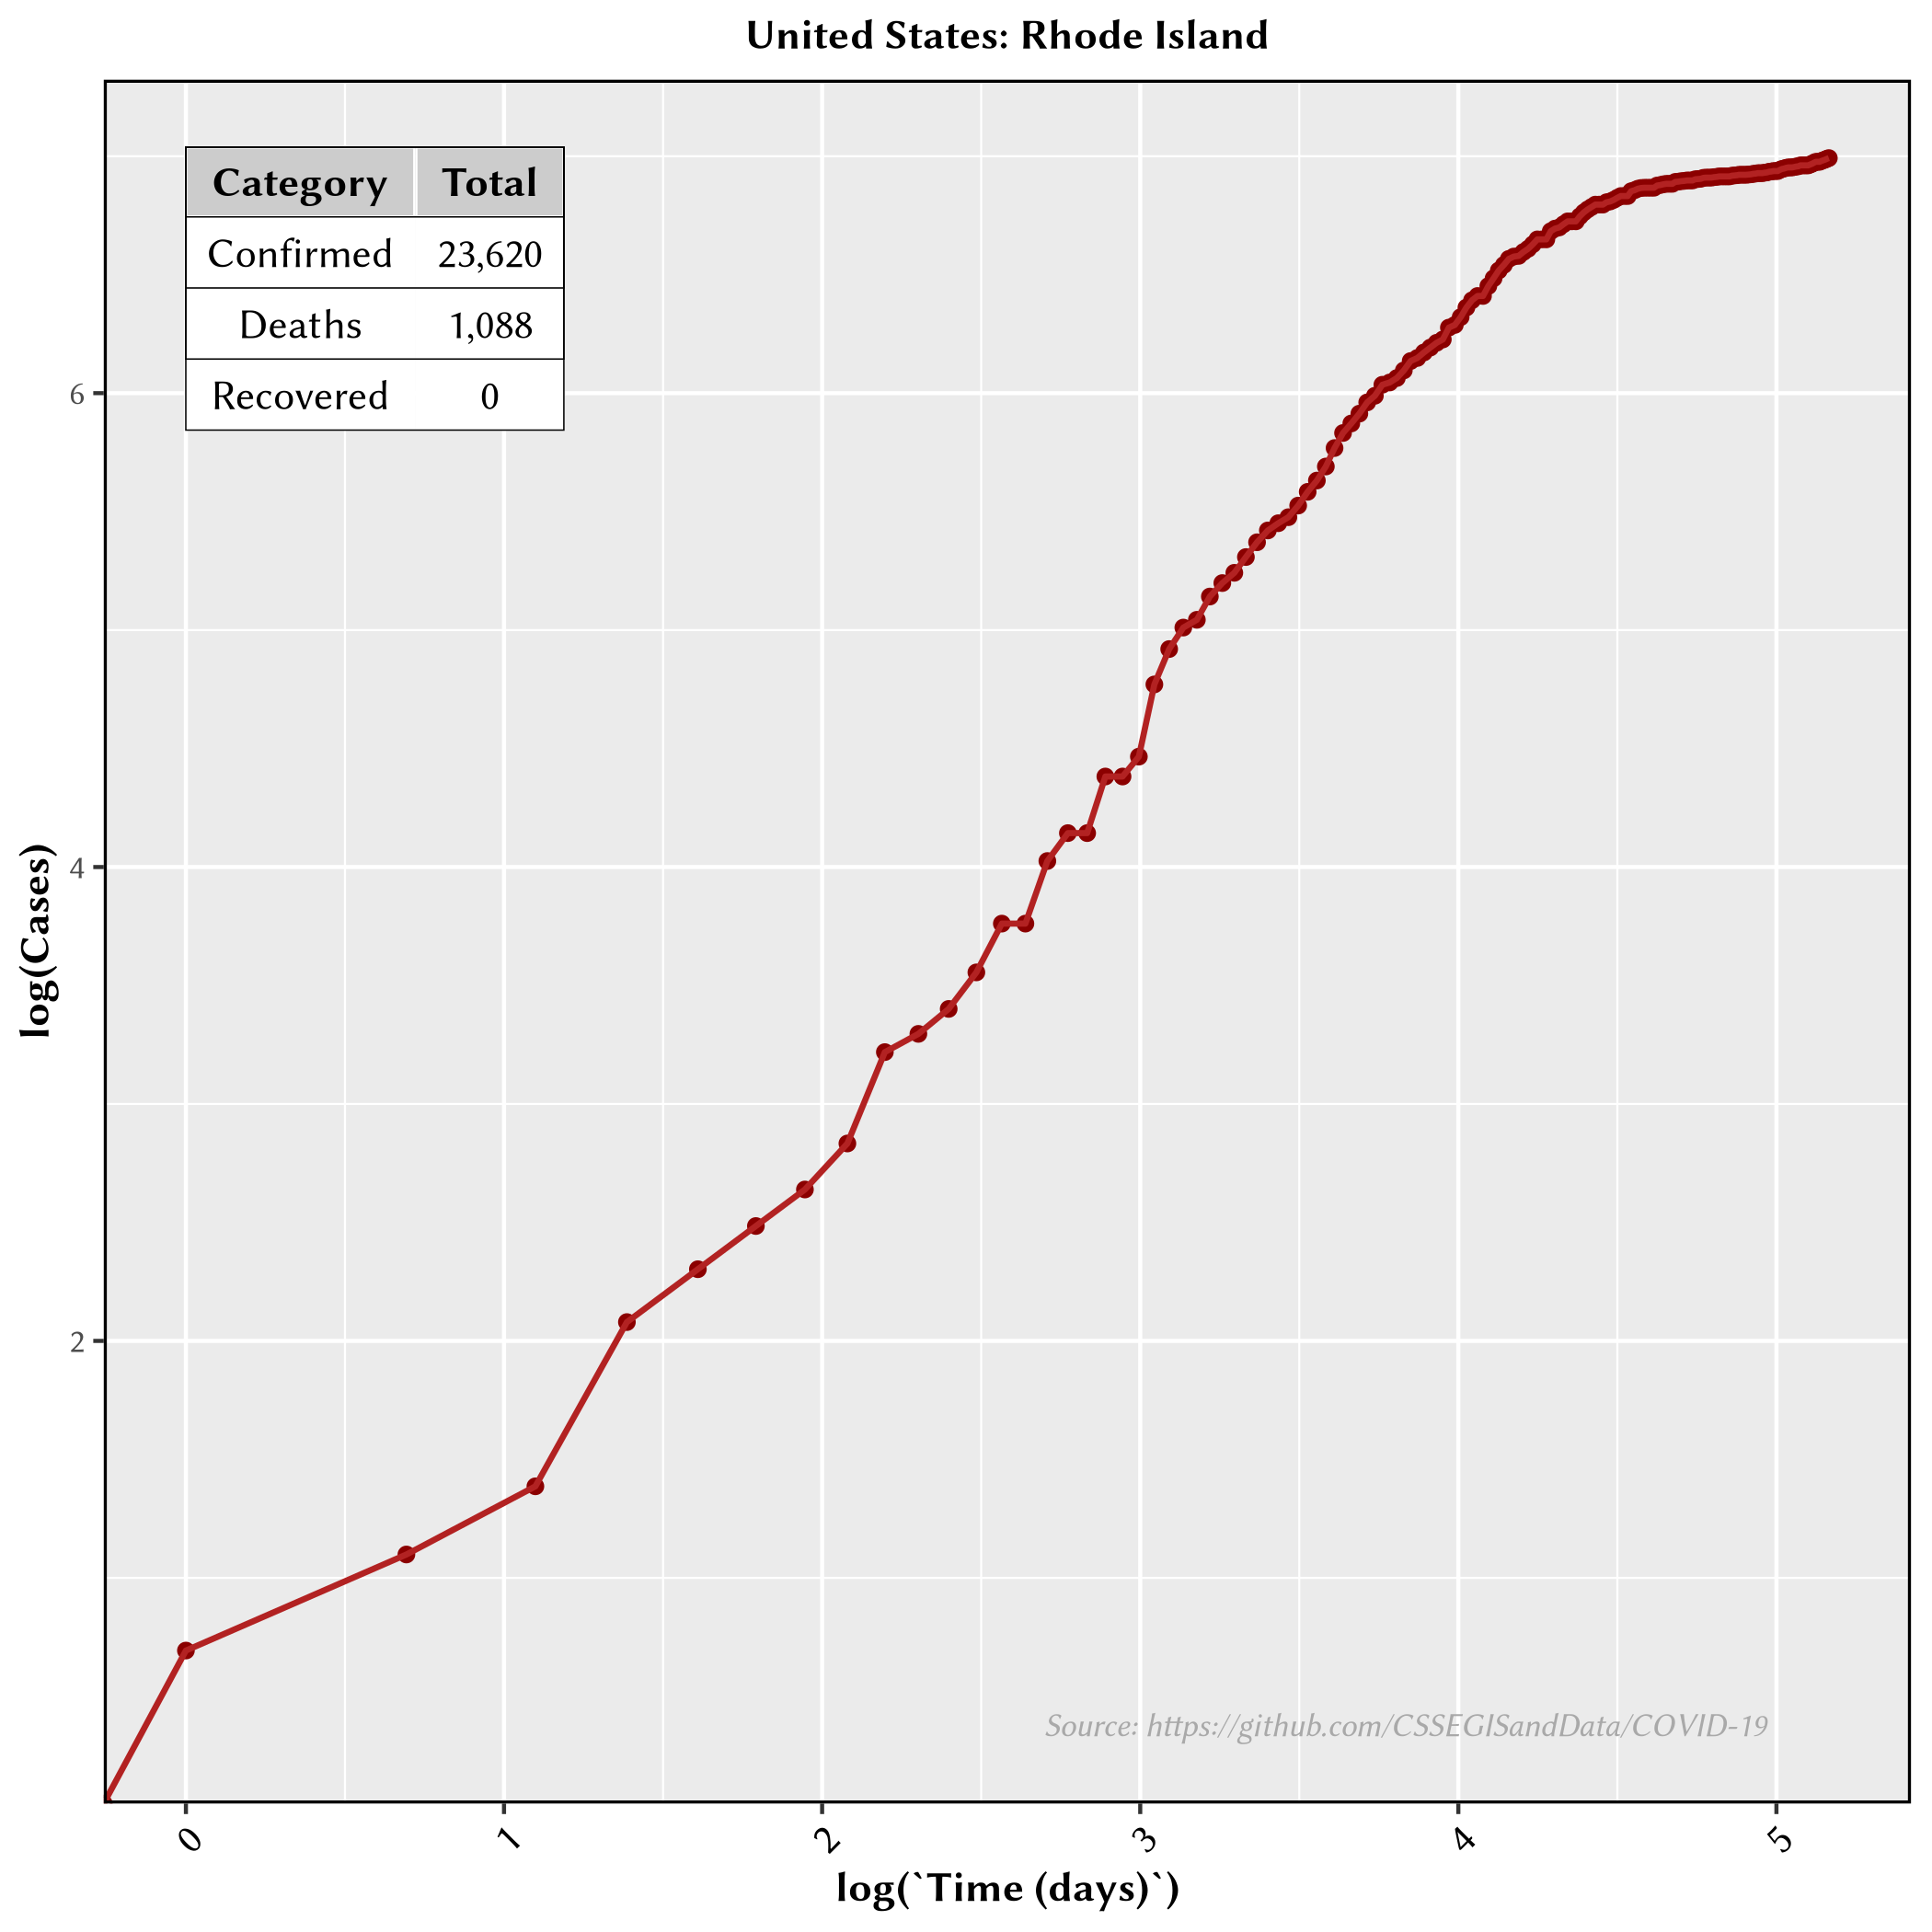 United States: Rhode Island
Category Total
Confirmed 23,620
Deaths 1,088
Recovered 0
6
4
2
log(Cases)
Source: https://github.com/CSSEGISandData/COVID-19
0 1 2 3 4 5
log(`Time (days)`)